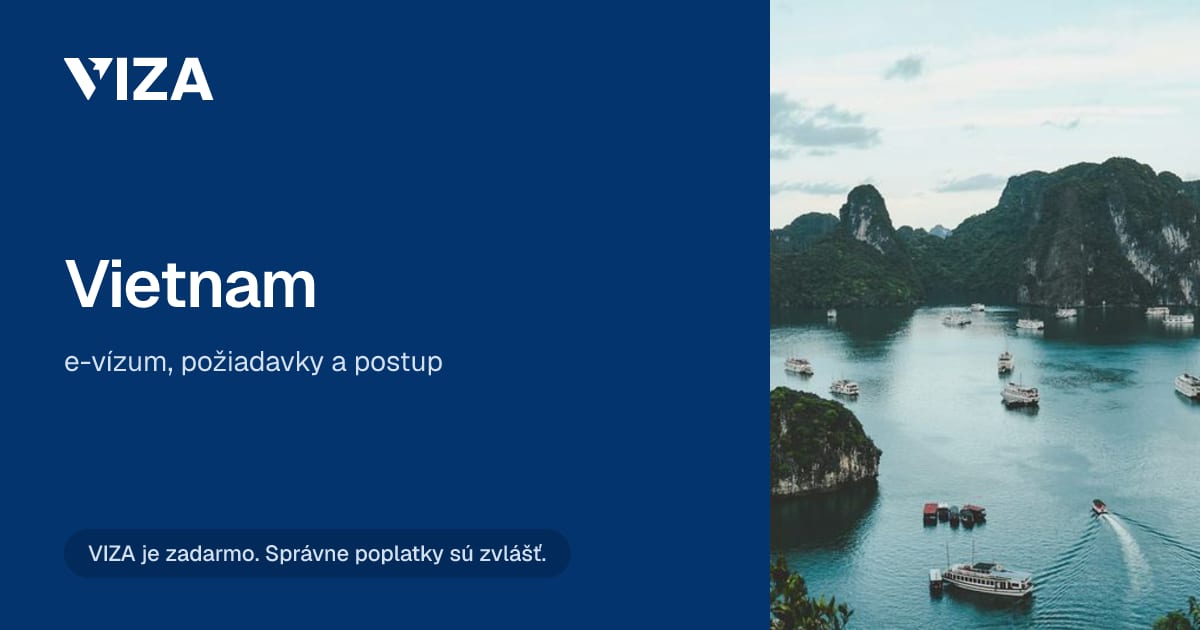 VIZA
Vietnam
e-vízum, požiadavky a postup
VIZA je zadarmo. Správne poplatky sú zvlášť.